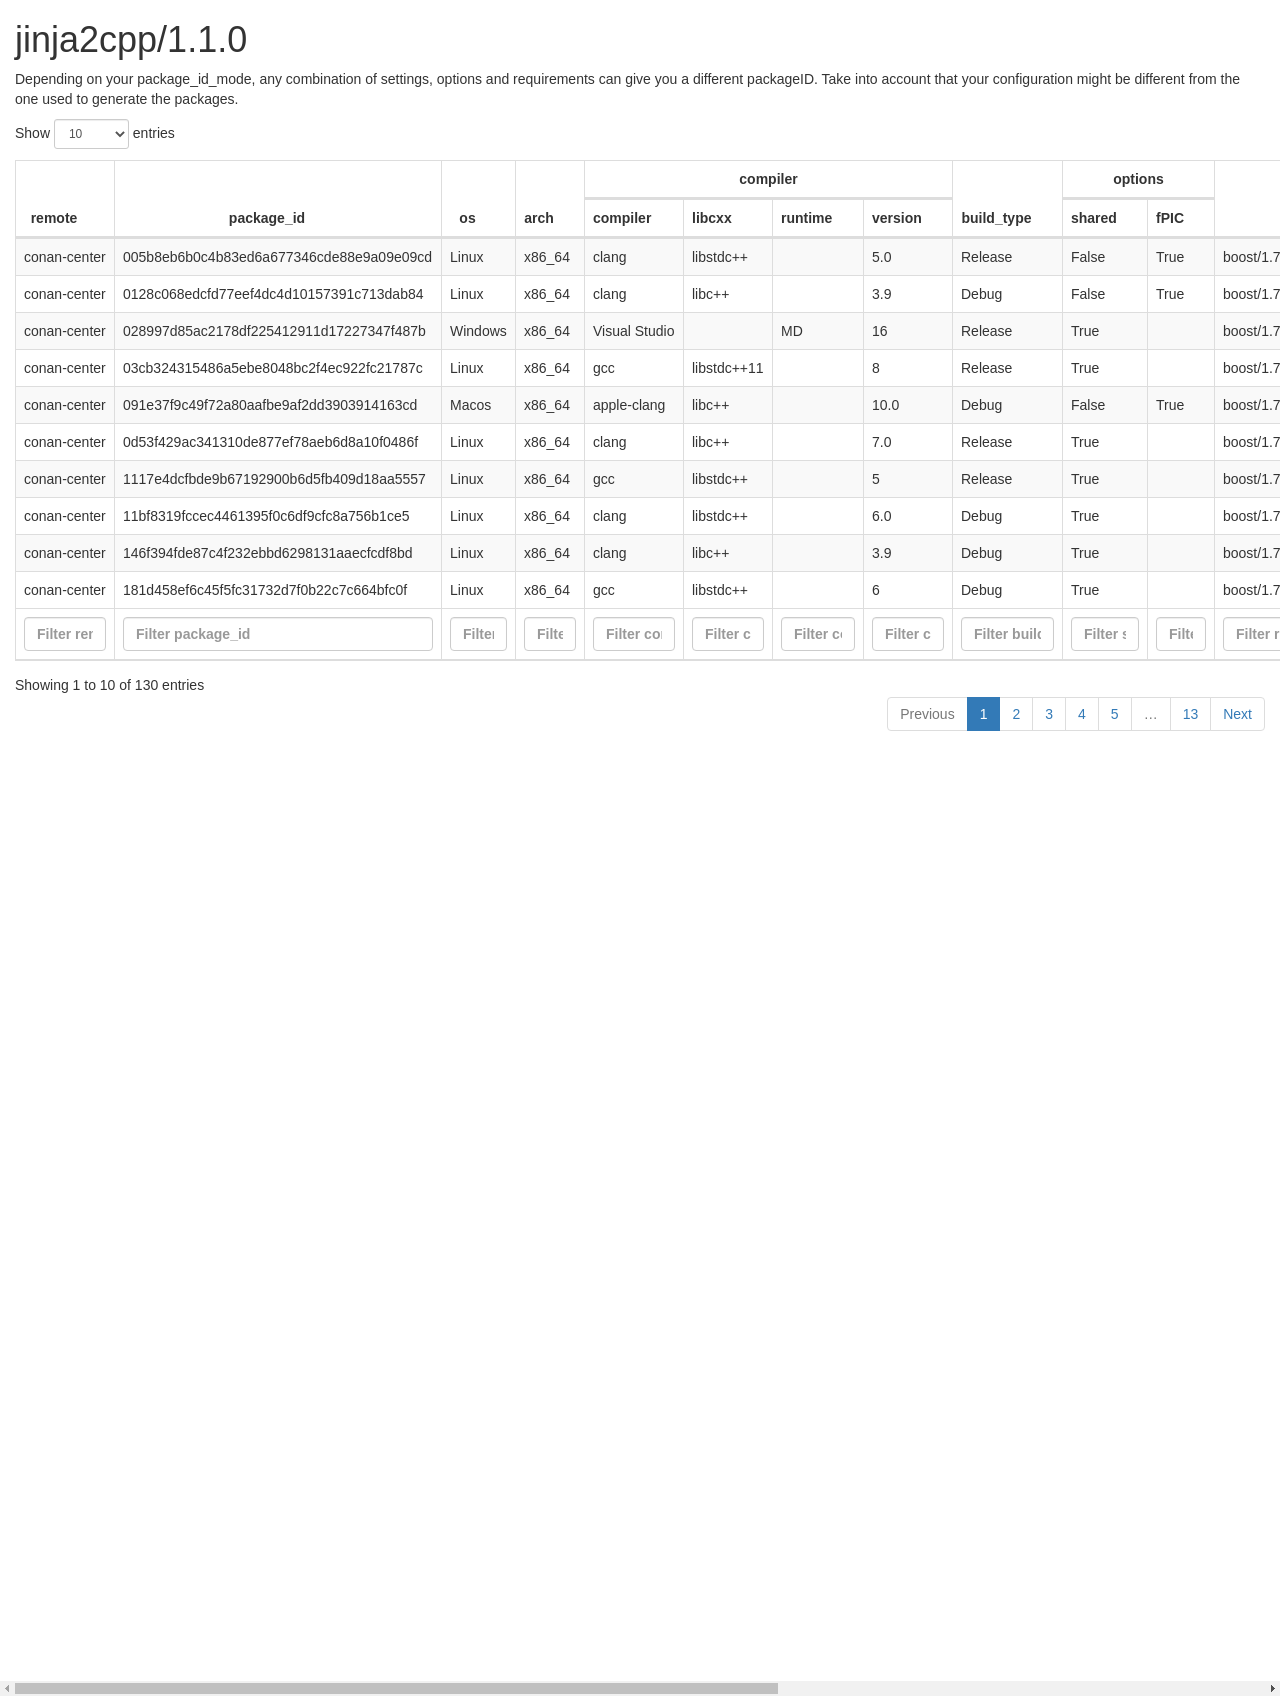 jinja2cpp/1.1.0
Depending on your package_id_mode, any combination of settings, options and requirements can give you a different packageID. Take into account that your configuration might be different from the
one used to generate the packages.
Show 10 entries
compiler options
remote package_id os arch compiler libcxx runtime version build_type shared fPIC
conan-center 005b8eb6b0c4b83ed6a677346cde88e9a09e09cd Linux x86_64 clang libstdc++ 5.0 Release False True boost/1.7
conan-center 0128c068edcfd77eef4dc4d10157391c713dab84 Linux x86_64 clang libc++ 3.9 Debug False True boost/1.7
conan-center 028997d85ac2178df225412911d17227347f487b Windows x86_64 Visual Studio MD 16 Release True boost/1.7
conan-center 03cb324315486a5ebe8048bc2f4ec922fc21787c Linux x86_64 gcc libstdc++11 8 Release True boost/1.7
conan-center 091e37f9c49f72a80aafbe9af2dd3903914163cd Macos x86_64 apple-clang libc++ 10.0 Debug False True boost/1.7
conan-center 0d53f429ac341310de877ef78aeb6d8a10f0486f Linux x86_64 clang libc++ 7.0 Release True boost/1.7
conan-center 1117e4dcfbde9b67192900b6d5fb409d18aa5557 Linux x86_64 gcc libstdc++ 5 Release True boost/1.7
conan-center 11bf8319fccec4461395f0c6df9cfc8a756b1ce5 Linux x86_64 clang libstdc++ 6.0 Debug True boost/1.7
conan-center 146f394fde87c4f232ebbd6298131aaecfcdf8bd Linux x86_64 clang libc++ 3.9 Debug True boost/1.7
conan-center 181d458ef6c45f5fc31732d7f0b22c7c664bfc0f Linux x86_64 gcc libstdc++ 6 Debug True boost/1.7
Filter rer Filter package_id Filter Filte Filter co Filter c Filter c Filter c Filter build Filter s Filte Filter r
Showing 1 to 10 of 130 entries
Previous 1 2 3 4 5 … 13 Next